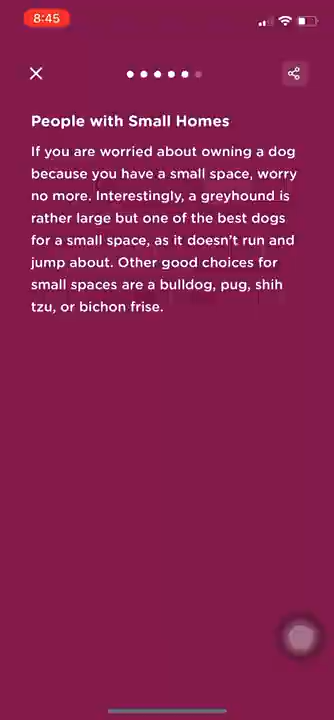 8:45
People with Small Homes
If you are worried about owning a dog
because you have a small space, worry
no more. Interestingly, a greyhound is
rather large but one of the best dogs
for a small space, as it doesn't run and
jump about. Other good choices for
small spaces are a bulldog, pug, shih
tzu, or bichon frise.